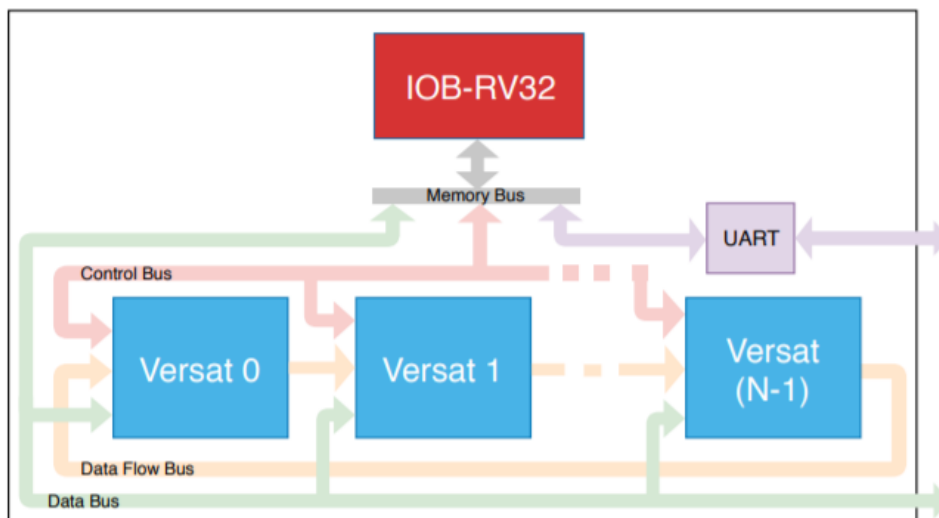 IOB-RV32
Memory Bus
UART
Control Bus
Versat 0
Versat 1
Versat
(N-1)
Data Flow Bus
Data Bus